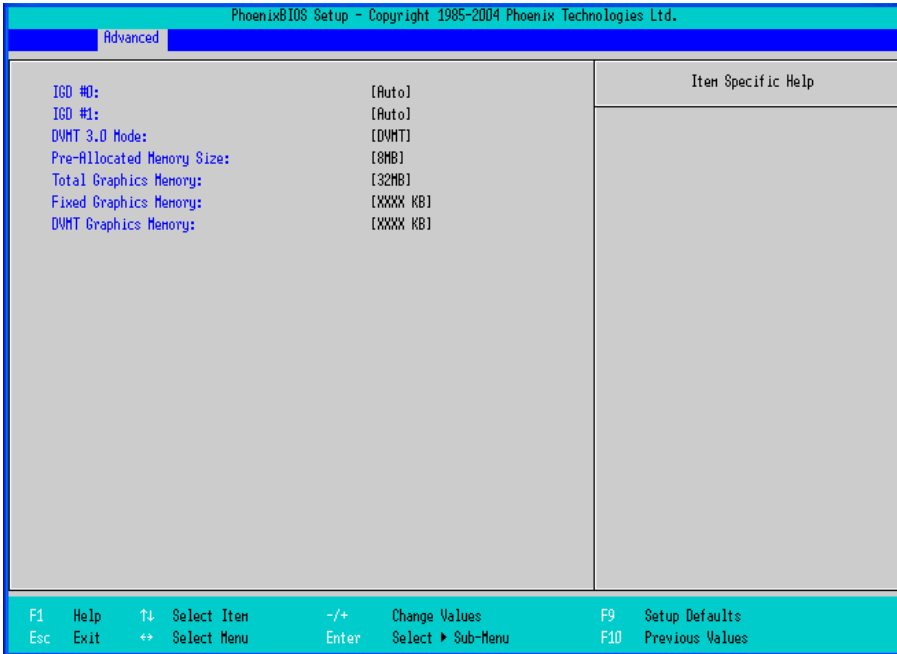 PhoenixBIOS Setup - Copyright 1985-2004 Phoenix Technologies Ltd.
Advanced
Item Specific Help
IGD #0: [Auto]
IGD #1: [Auto]
DVMT 3.0 Mode: [DVMT]
Pre-Allocated Memory Size: [8MB]
Total Graphics Memory: [32MB]
Fixed Graphics Memory: [XXXX KB]
DVMT Graphics Memory: [XXXX KB]
F1 Help ↑↓ Select Item -/+ Change Values F9 Setup Defaults
Esc Exit ↔ Select Menu Enter Select ▶ Sub-Menu F10 Previous Values